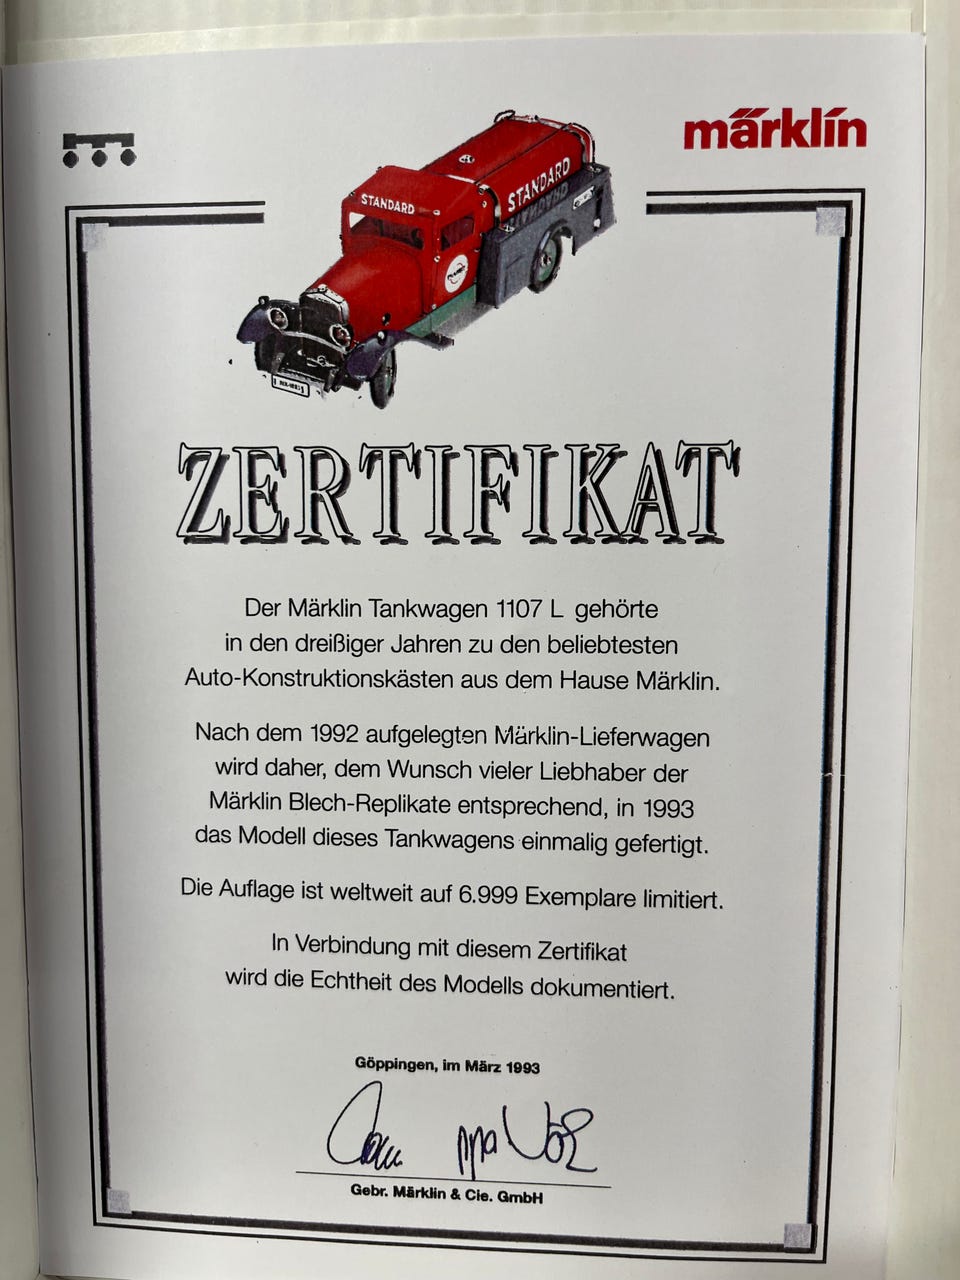 märklin
STANDARD
STANDARD
ZERTIFIKAT
Der Märklin Tankwagen 1107 L gehörte
in den dreißiger Jahren zu den beliebtesten
Auto-Konstruktionskästen aus dem Hause Märklin.
Nach dem 1992 aufgelegten Märklin-Lieferwagen
wird daher, dem Wunsch vieler Liebhaber der
Märklin Blech-Replikate entsprechend, in 1993
das Modell dieses Tankwagens einmalig gefertigt.
Die Auflage ist weltweit auf 6.999 Exemplare limitiert.
In Verbindung mit diesem Zertifikat
wird die Echtheit des Modells dokumentiert.
Göppingen, im März 1993
ppa
Gebr. Märklin & Cie. GmbH